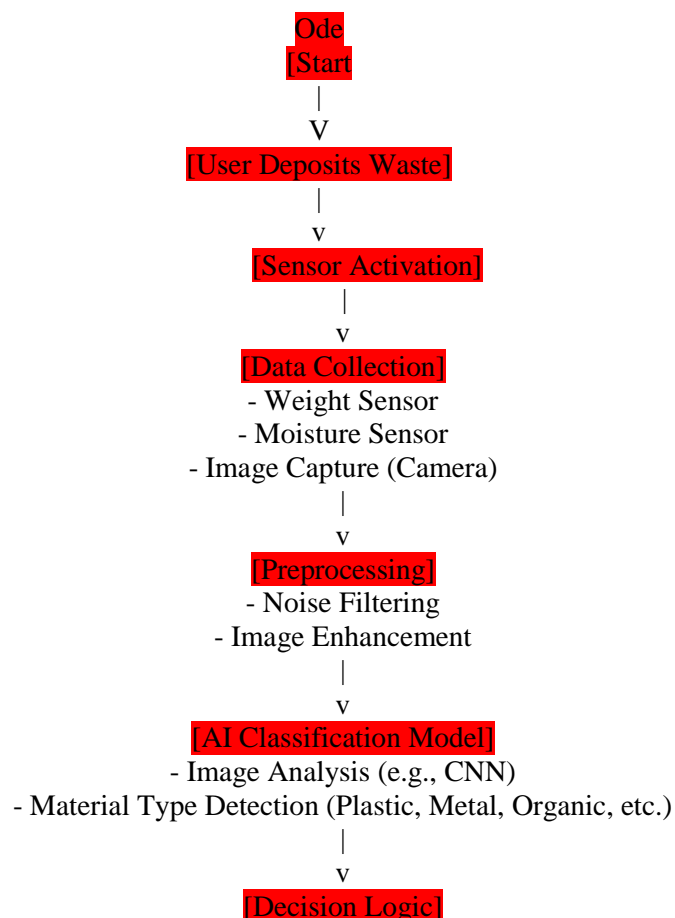 Ode
[Start
|
V
[User Deposits Waste]
|
v
[Sensor Activation]
|
v
[Data Collection]
- Weight Sensor
- Moisture Sensor
- Image Capture (Camera)
|
v
[Preprocessing]
- Noise Filtering
- Image Enhancement
|
v
[AI Classification Model]
- Image Analysis (e.g., CNN)
- Material Type Detection (Plastic, Metal, Organic, etc.)
|
v
[Decision Logic]